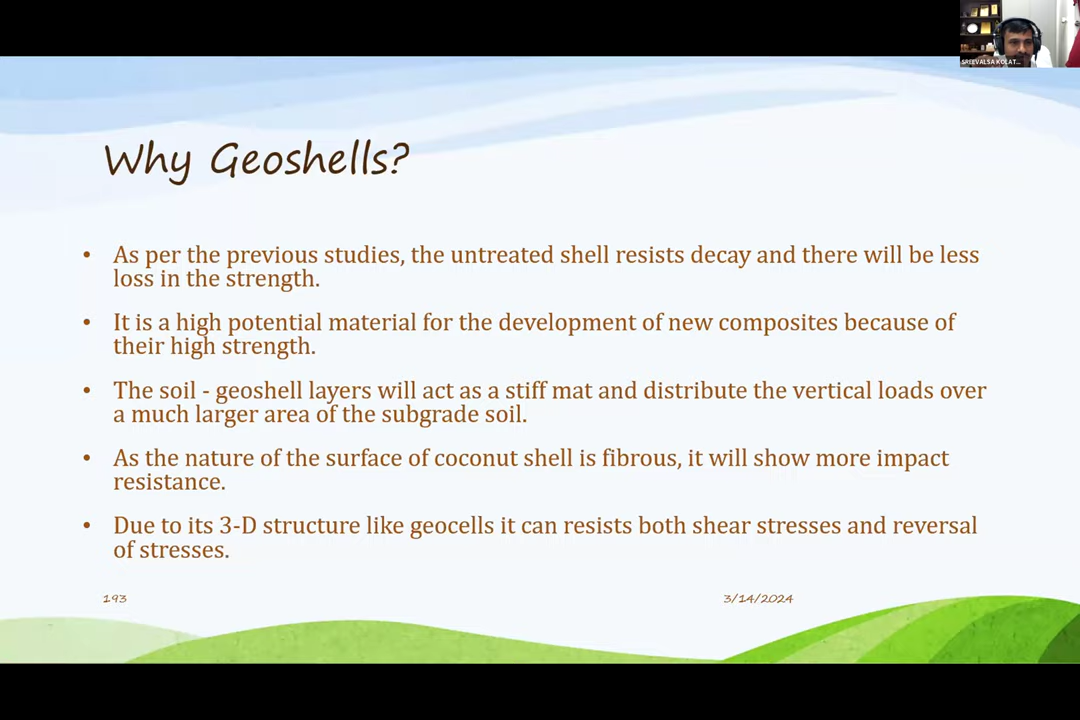 SREEVALSA KOLAT...
Why Geoshells?
• As per the previous studies, the untreated shell resists decay and there will be less
loss in the strength.
• It is a high potential material for the development of new composites because of
their high strength.
• The soil - geoshell layers will act as a stiff mat and distribute the vertical loads over
a much larger area of the subgrade soil.
• As the nature of the surface of coconut shell is fibrous, it will show more impact
resistance.
• Due to its 3-D structure like geocells it can resists both shear stresses and reversal
of stresses.
193
3/14/2024